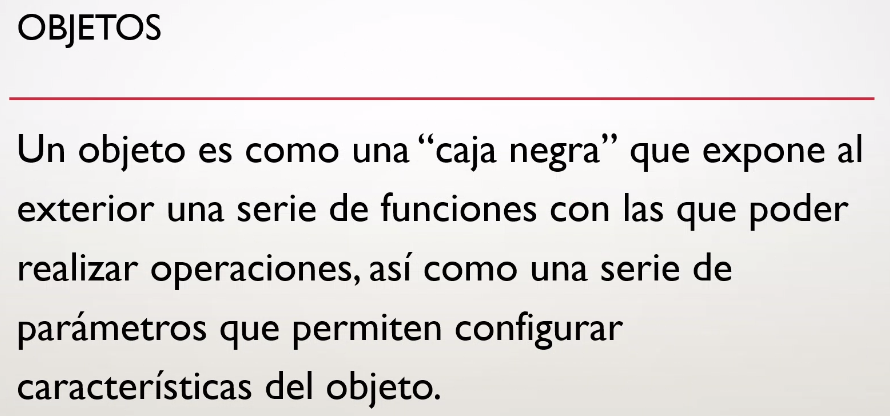 OBJETOS
Un objeto es como una “caja negra” que expone al
exterior una serie de funciones con las que poder
realizar operaciones, así como una serie de
parámetros que permiten configurar
características del objeto.